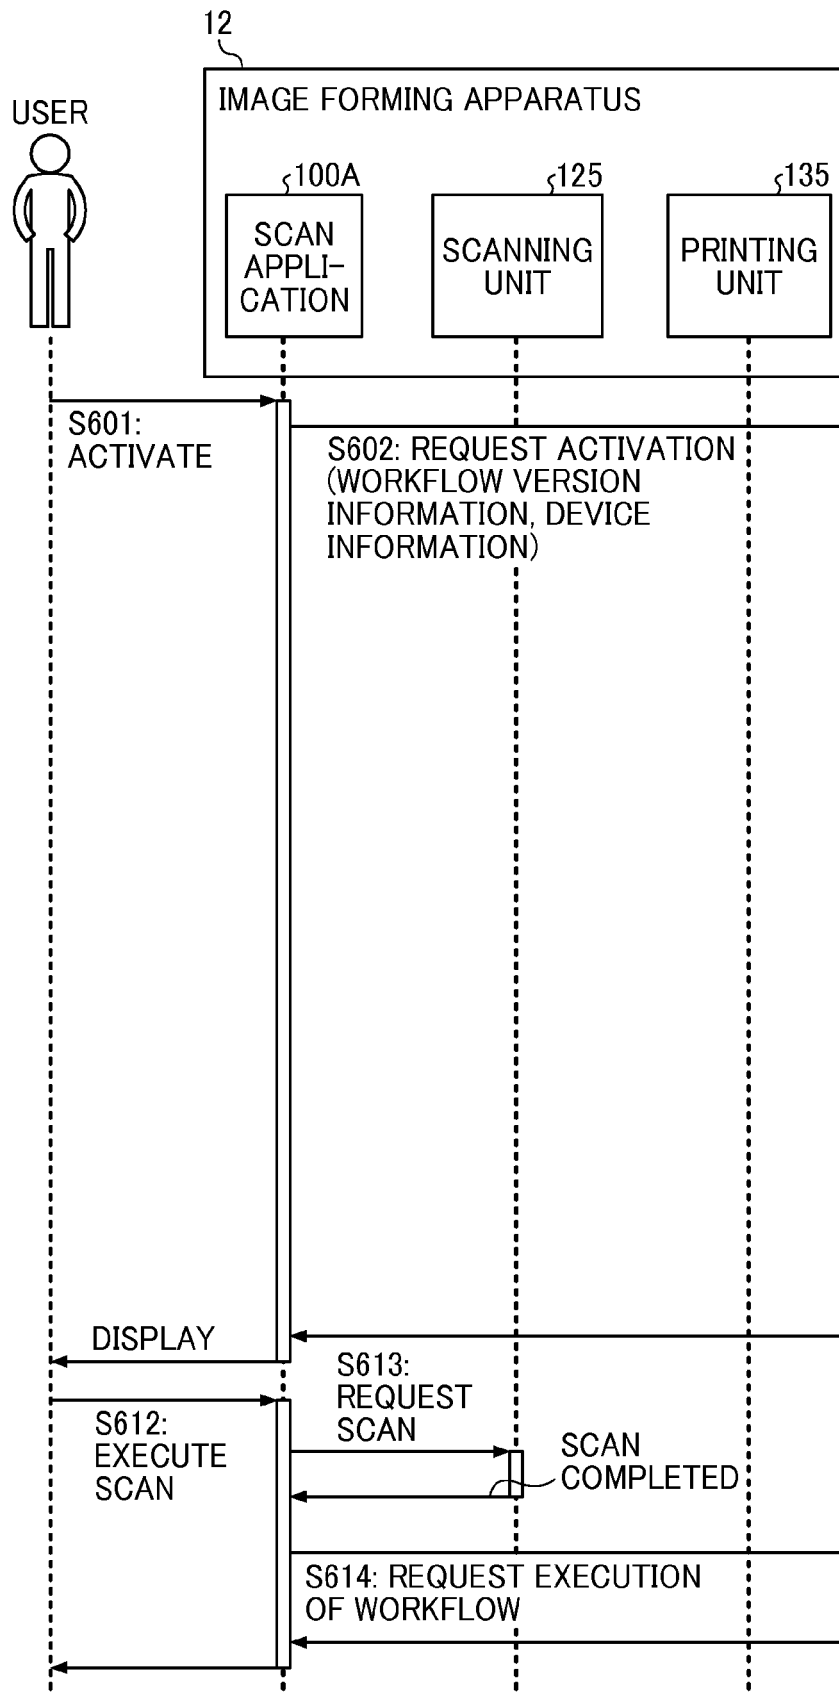 12
IMAGE FORMING APPARATUS
USER
100A
125
135
SCAN
APPLI-
CATION
SCANNING
UNIT
PRINTING
UNIT
S601:
ACTIVATE
S602: REQUEST ACTIVATION
(WORKFLOW VERSION
INFORMATION, DEVICE
INFORMATION)
DISPLAY
S613:
REQUEST
SCAN
S612:
EXECUTE
SCAN
SCAN
COMPLETED
S614: REQUEST EXECUTION
OF WORKFLOW